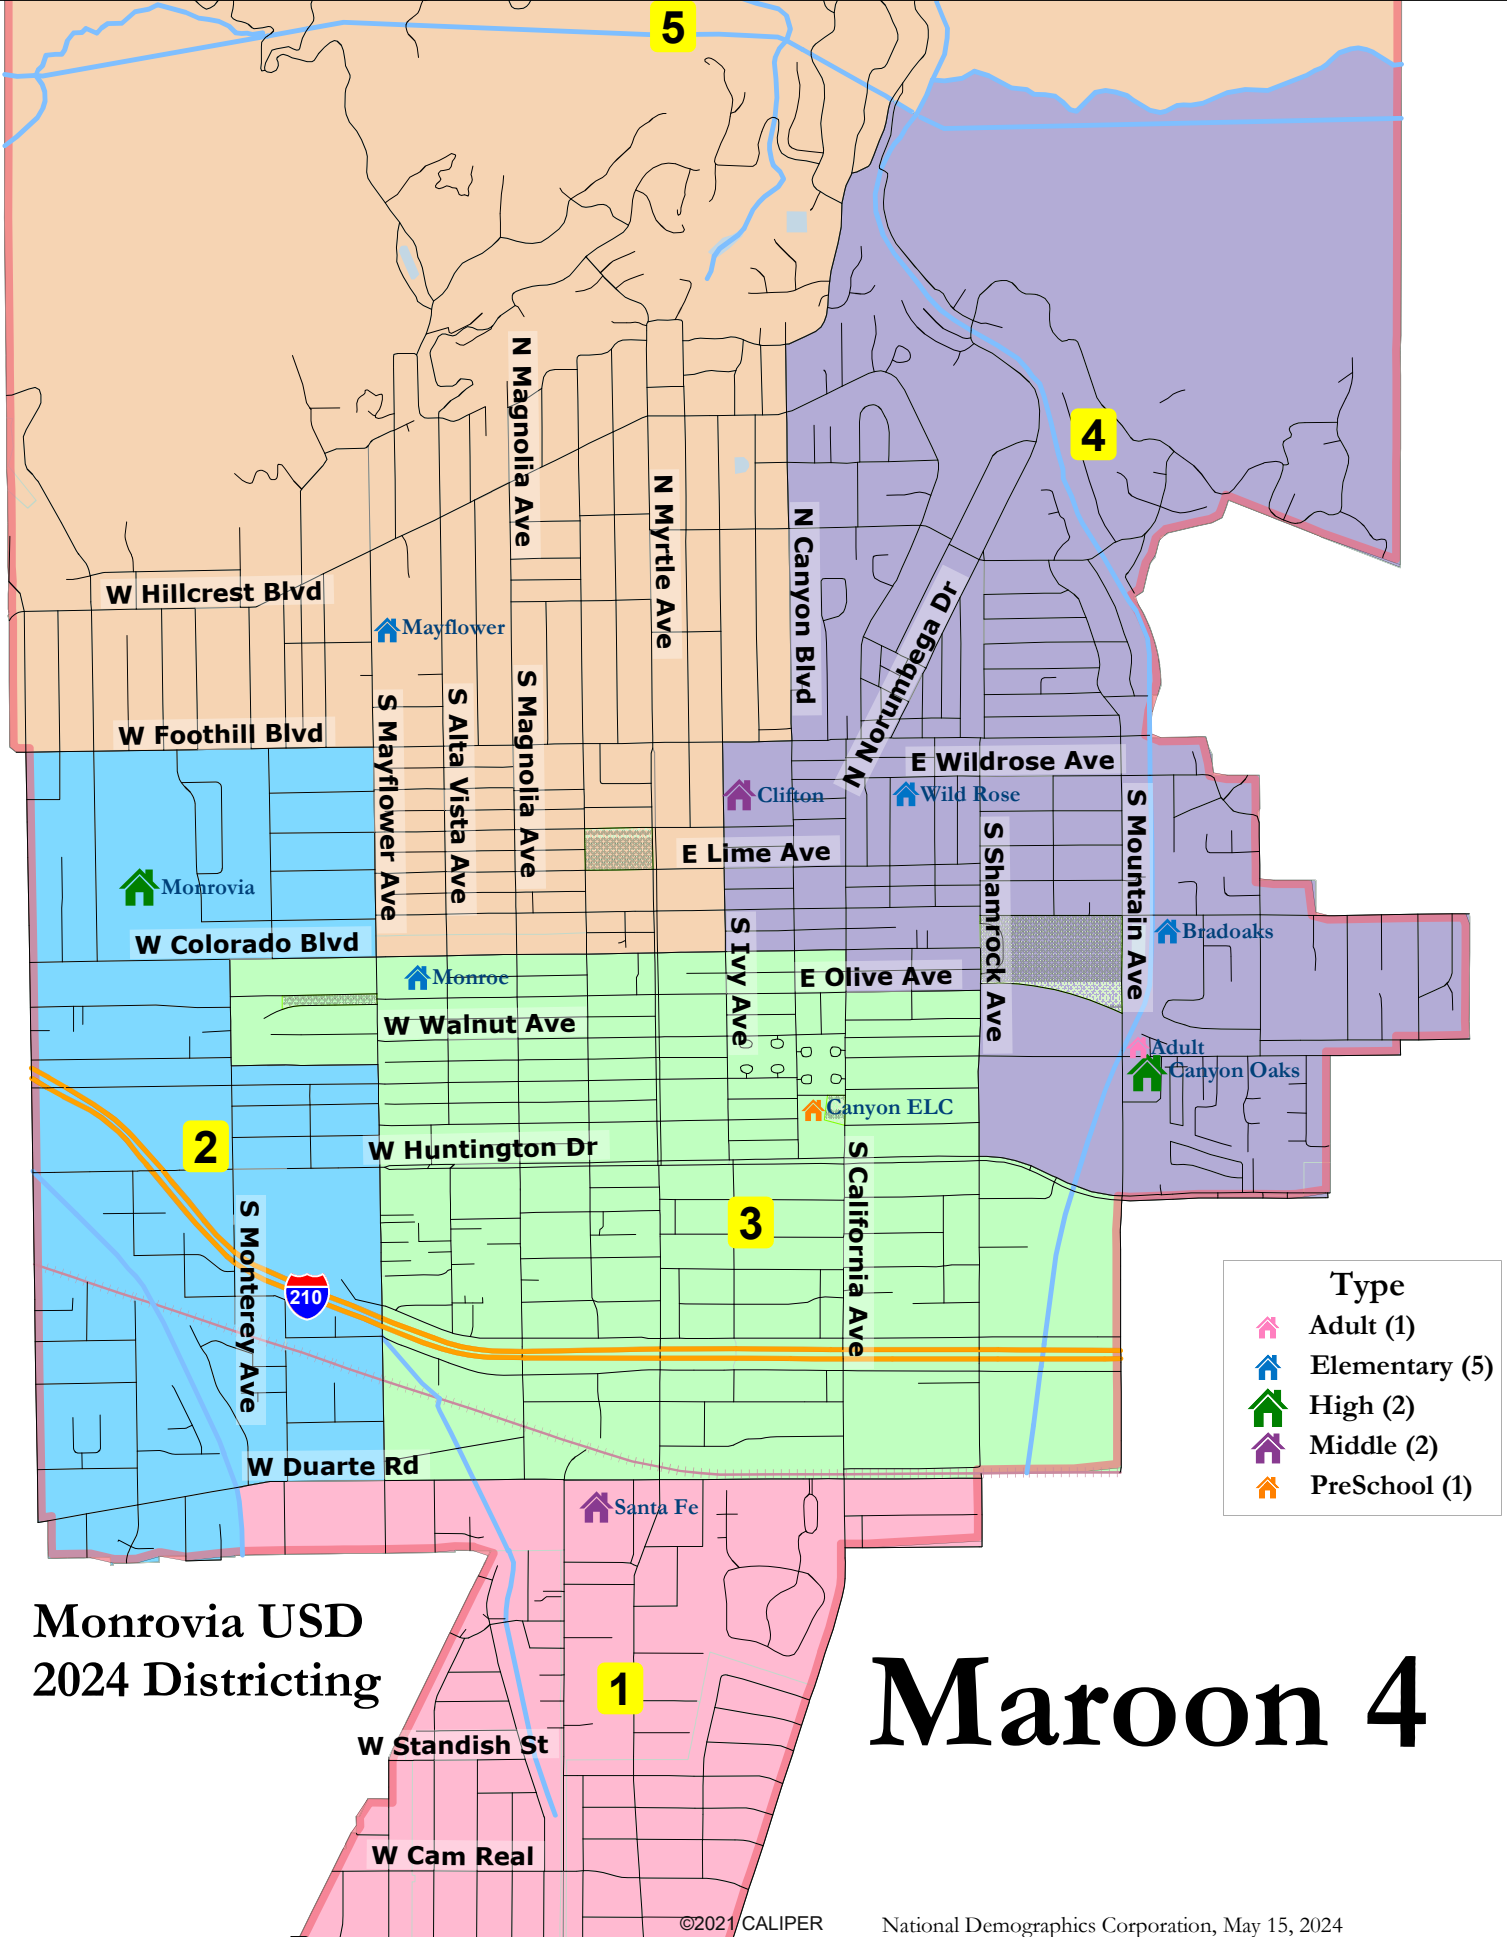 5
4
N Magnolia Ave
N Myrtle Ave
N Canyon Blvd
W Hillcrest Blvd
Mayflower
N Norumbega Dr
S Mayflower Ave
S Alta Vista Ave
S Magnolia Ave
W Foothill Blvd
E Wildrose Ave
Clifton
Wild Rose
S Shamrock Ave
S Mountain Ave
E Lime Ave
Monrovia
S Ivy Ave
Bradoaks
W Colorado Blvd
Monroe
E Olive Ave
W Walnut Ave
Adult
Canyon Oaks
Canyon ELC
2
W Huntington Dr
S California Ave
3
S Monterey Ave
210
Type
Adult (1)
Elementary (5)
High (2)
Middle (2)
PreSchool (1)
W Duarte Rd
Santa Fe
Monrovia USD
2024 Districting
1
Maroon 4
W Standish St
W Cam Real
©2021 CALIPER
National Demographics Corporation, May 15, 2024